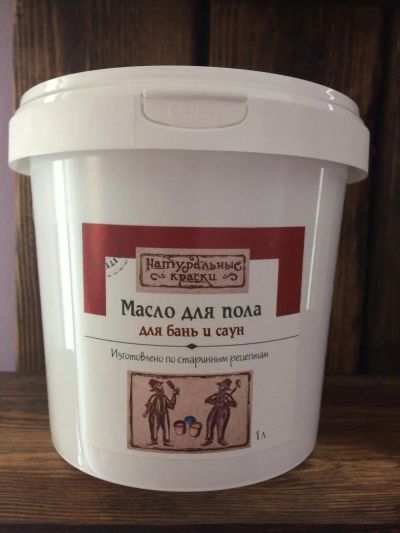 OPEN
Натуральные
краски
Масло для пола
для бань и саун
Изготовлено по старинным рецептам
1 л